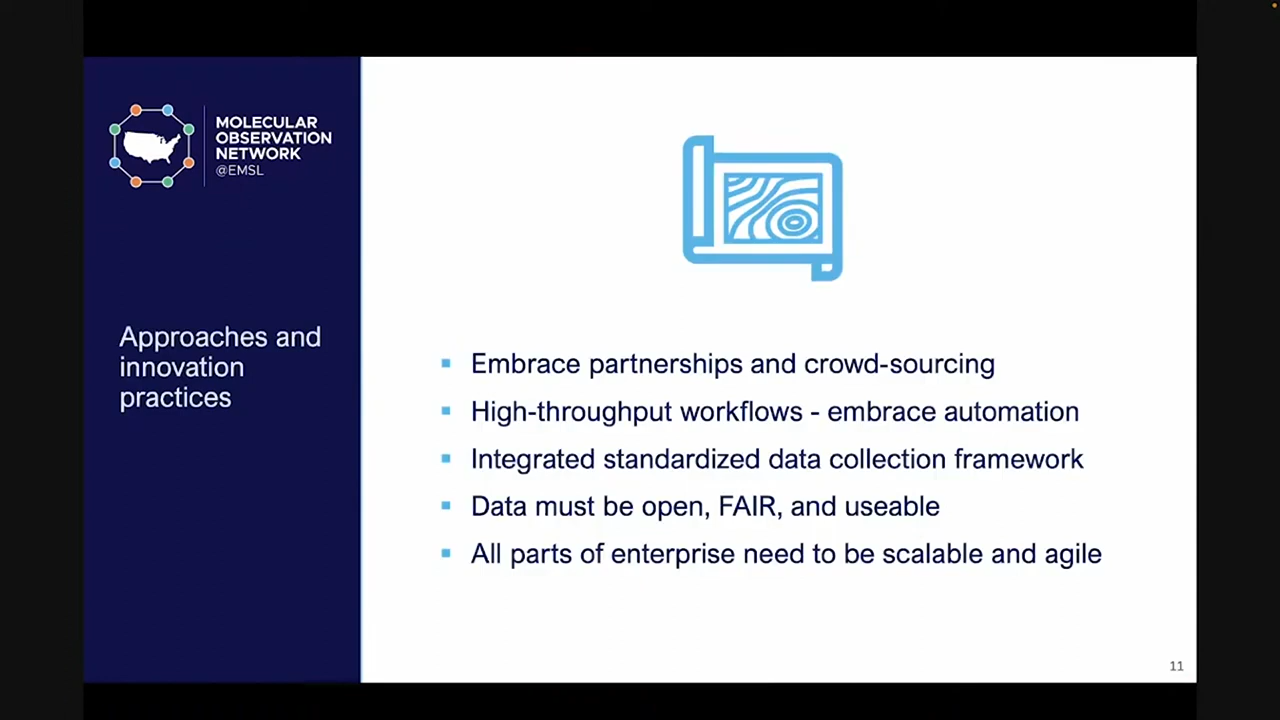 MOLECULAR
OBSERVATION
NETWORK
@EMSL
Approaches and
innovation
practices
▪ Embrace partnerships and crowd-sourcing
▪ High-throughput workflows - embrace automation
▪ Integrated standardized data collection framework
▪ Data must be open, FAIR, and useable
▪ All parts of enterprise need to be scalable and agile
11